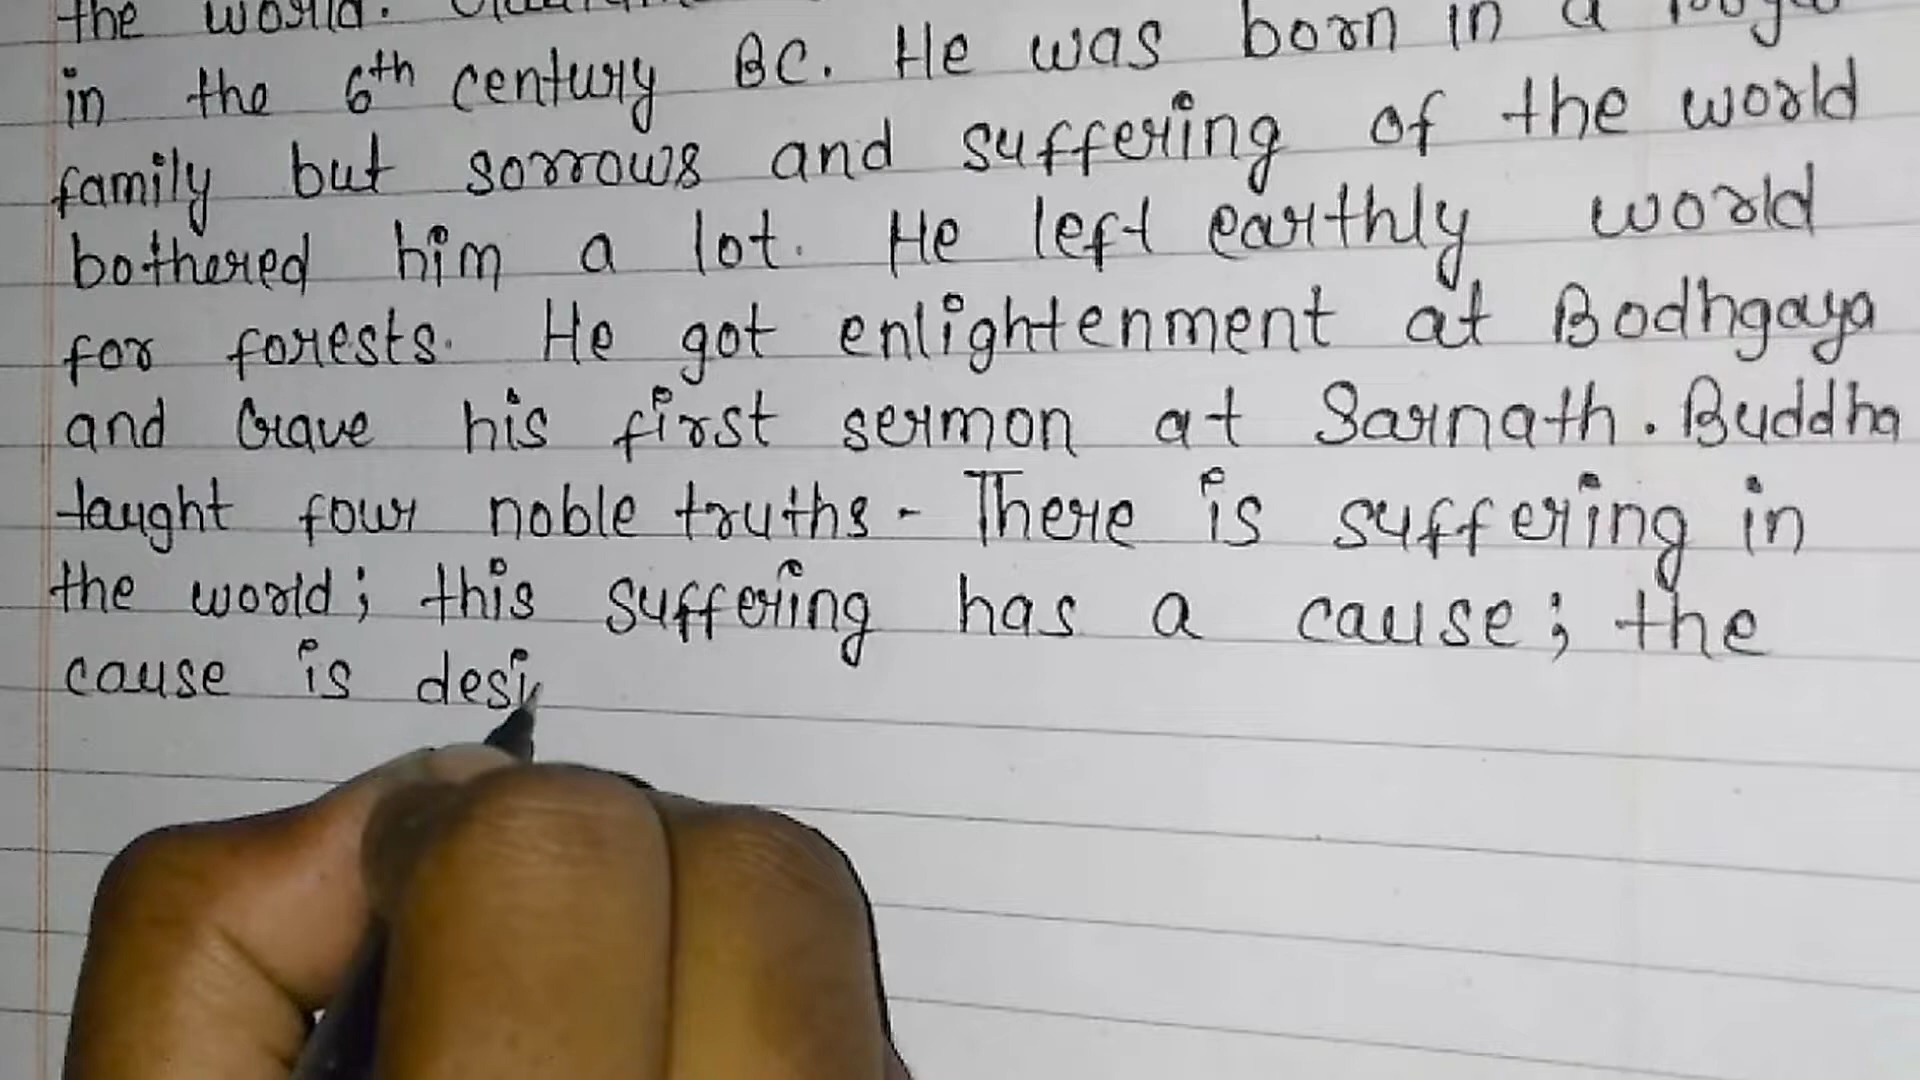 the world.
in the 6th century BC. He was born in a
family but sorrows and suffering of the world
bothered him a lot. He left earthly world
for forests. He got enlightenment at Bodhgaya
and Gave his first sermon at Sarnath. Buddha
taught four noble truths - There is suffering in
the world; this suffering has a cause; the
cause is desi